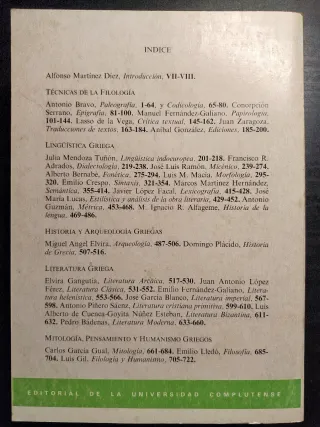 INDICE
Alfonso Martínez Díez, Introducción, VII-VIII.
TÉCNICAS DE LA FILOLOGÍA
Antonio Bravo, Paleografía, 1-64, y Codicología, 65-80. Concepción
Serrano, Epigrafía, 81-100. Manuel Fernández-Galiano, Papirología,
101-144. Lasso de la Vega, Crítica textual, 145-162. Juan Zaragoza,
Traducciones de textos, 163-184. Aníbal González, Ediciones, 185-200.
LINGÜÍSTICA GRIEGA
Julia Mendoza Tuñón, Lingüística indoeuropea, 201-218. Francisco R.
Adrados, Dialectología, 219-238. José Luis Ramón, Micénico, 239-274.
Alberto Bernabé, Fonética, 275-294. Luis M. Macía, Morfología, 295-
320. Emilio Crespo, Sintaxis, 321-354. Marcos Martínez Hernández,
Semántica, 355-414. Javier López Facal, Lexicografía, 415-428. José
María Lucas, Estilística y análisis de la obra literaria, 429-452. Antonio
Guzmán, Métrica, 453-468. M. Ignacio R. Alfageme, Historia de la
lengua, 469-486.
HISTORIA Y ARQUEOLOGÍA GRIEGAS
Miguel Angel Elvira, Arqueología, 487-506. Domingo Plácido, Historia
de Grecia, 507-516.
LITERATURA GRIEGA
Elvira Gangutia, Literatura Arcaica, 517-530. Juan Antonio López
Férez, Literatura Clásica, 531-552. Emilio Fernández-Galiano, Litera-
tura helenística, 553-566. José García Blanco, Literatura imperial, 567-
598. Antonio Piñero Sáenz, Literatura cristiana primitiva, 599-610. Luis
Alberto de Cuenca-Goyita Núñez Esteban, Literatura Bizantina, 611-
632. Pedro Bádenas, Literatura Moderna, 633-660.
MITOLOGÍA, PENSAMIENTO Y HUMANISMO GRIEGOS
Carlos García Gual, Mitología, 661-684. Emilio Lledó, Filosofía, 685-
704. Luis Gil, Filología y Humanismo, 705-722.
EDITORIAL DE LA UNIVERSIDAD COMPLUTENSE